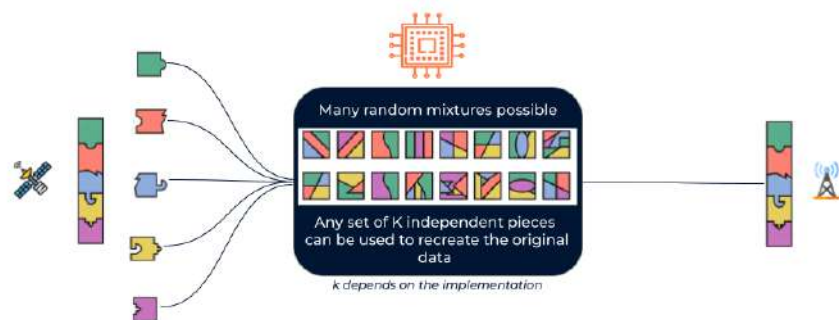 Many random mixtures possible
Any set of K independent pieces
can be used to recreate the original
data
k depends on the implementation